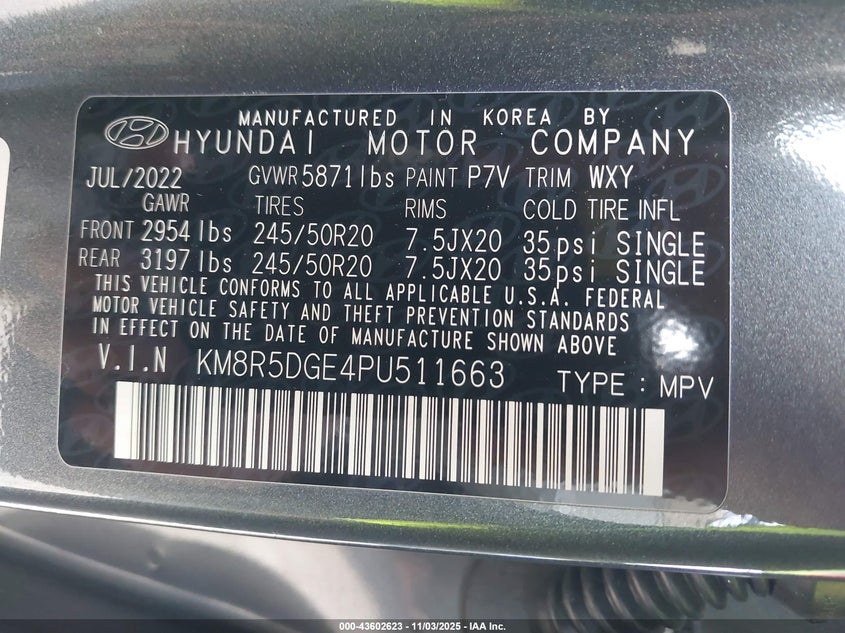 MANUFACTURED IN KOREA BY
HYUNDAI MOTOR COMPANY
JUL/2022 GVWR 5871lbs PAINT P7V TRIM WXY
GAWR TIRES RIMS COLD TIRE INFL
FRONT 2954 lbs 245/50R20 7.5JX20 35psi SINGLE
REAR 3197 lbs 245/50R20 7.5JX20 35psi SINGLE
THIS VEHICLE CONFORMS TO ALL APPLICABLE U.S.A. FEDERAL
MOTOR VEHICLE SAFETY AND THEFT PREVENTION STANDARDS
IN EFFECT ON THE DATE OF MANUFACTURE SHOWN ABOVE
V.I.N KM8R5DGE4PU511663 TYPE : MPV
000-43602623 - 11/03/2025 - IAA Inc.